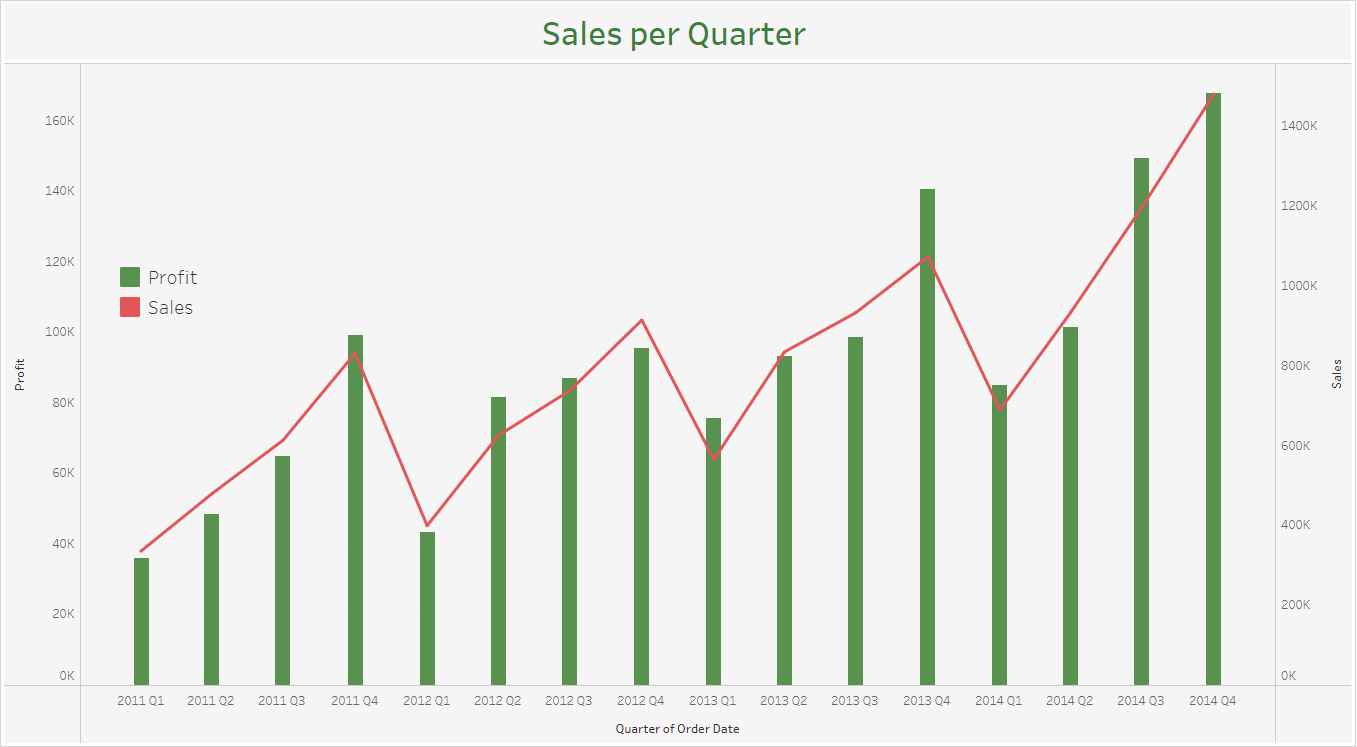 Sales per Quarter
160K
140K
120K
100K
80K
60K
40K
20K
0K
Profit
Profit
Sales
1400K
1200K
1000K
800K
600K
400K
200K
0K
Sales
2011 Q1 2011 Q2 2011 Q3 2011 Q4 2012 Q1 2012 Q2 2012 Q3 2012 Q4 2013 Q1 2013 Q2 2013 Q3 2013 Q4 2014 Q1 2014 Q2 2014 Q3 2014 Q4
Quarter of Order Date